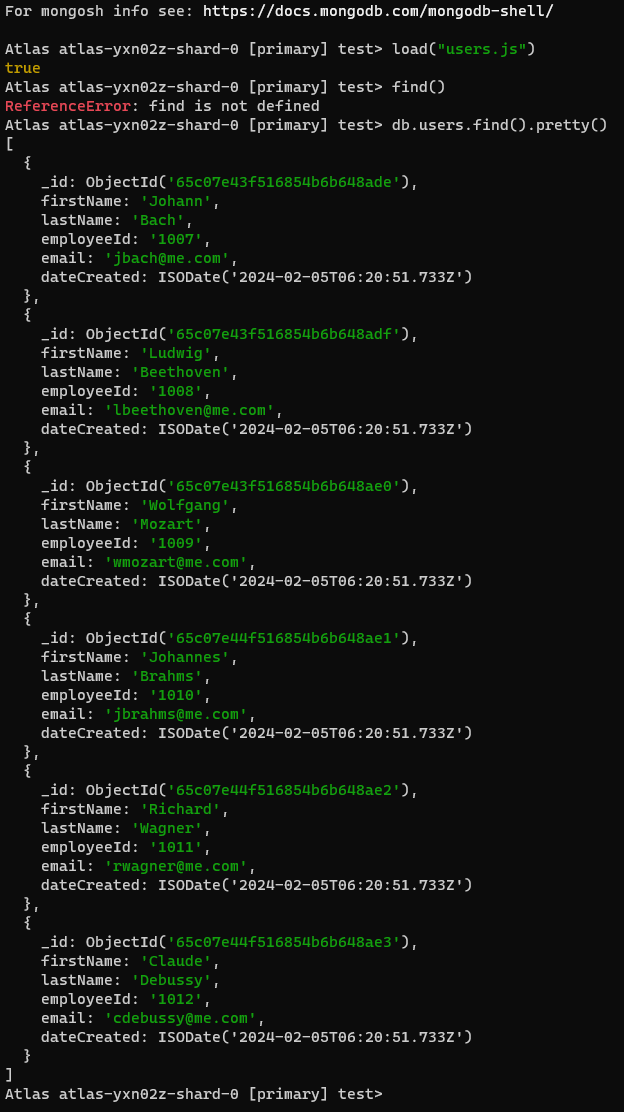 For mongosh info see: https://docs.mongodb.com/mongodb-shell/
Atlas atlas-yxn02z-shard-0 [primary] test> load("users.js")
true
Atlas atlas-yxn02z-shard-0 [primary] test> find()
ReferenceError: find is not defined
Atlas atlas-yxn02z-shard-0 [primary] test> db.users.find().pretty()
[
  {
    _id: ObjectId('65c07e43f516854b6b648ade'),
    firstName: 'Johann',
    lastName: 'Bach',
    employeeId: '1007',
    email: 'jbach@me.com',
    dateCreated: ISODate('2024-02-05T06:20:51.733Z')
  },
  {
    _id: ObjectId('65c07e43f516854b6b648adf'),
    firstName: 'Ludwig',
    lastName: 'Beethoven',
    employeeId: '1008',
    email: 'lbeethoven@me.com',
    dateCreated: ISODate('2024-02-05T06:20:51.733Z')
  },
  {
    _id: ObjectId('65c07e43f516854b6b648ae0'),
    firstName: 'Wolfgang',
    lastName: 'Mozart',
    employeeId: '1009',
    email: 'wmozart@me.com',
    dateCreated: ISODate('2024-02-05T06:20:51.733Z')
  },
  {
    _id: ObjectId('65c07e44f516854b6b648ae1'),
    firstName: 'Johannes',
    lastName: 'Brahms',
    employeeId: '1010',
    email: 'jbrahms@me.com',
    dateCreated: ISODate('2024-02-05T06:20:51.733Z')
  },
  {
    _id: ObjectId('65c07e44f516854b6b648ae2'),
    firstName: 'Richard',
    lastName: 'Wagner',
    employeeId: '1011',
    email: 'rwagner@me.com',
    dateCreated: ISODate('2024-02-05T06:20:51.733Z')
  },
  {
    _id: ObjectId('65c07e44f516854b6b648ae3'),
    firstName: 'Claude',
    lastName: 'Debussy',
    employeeId: '1012',
    email: 'cdebussy@me.com',
    dateCreated: ISODate('2024-02-05T06:20:51.733Z')
  }
]
Atlas atlas-yxn02z-shard-0 [primary] test>